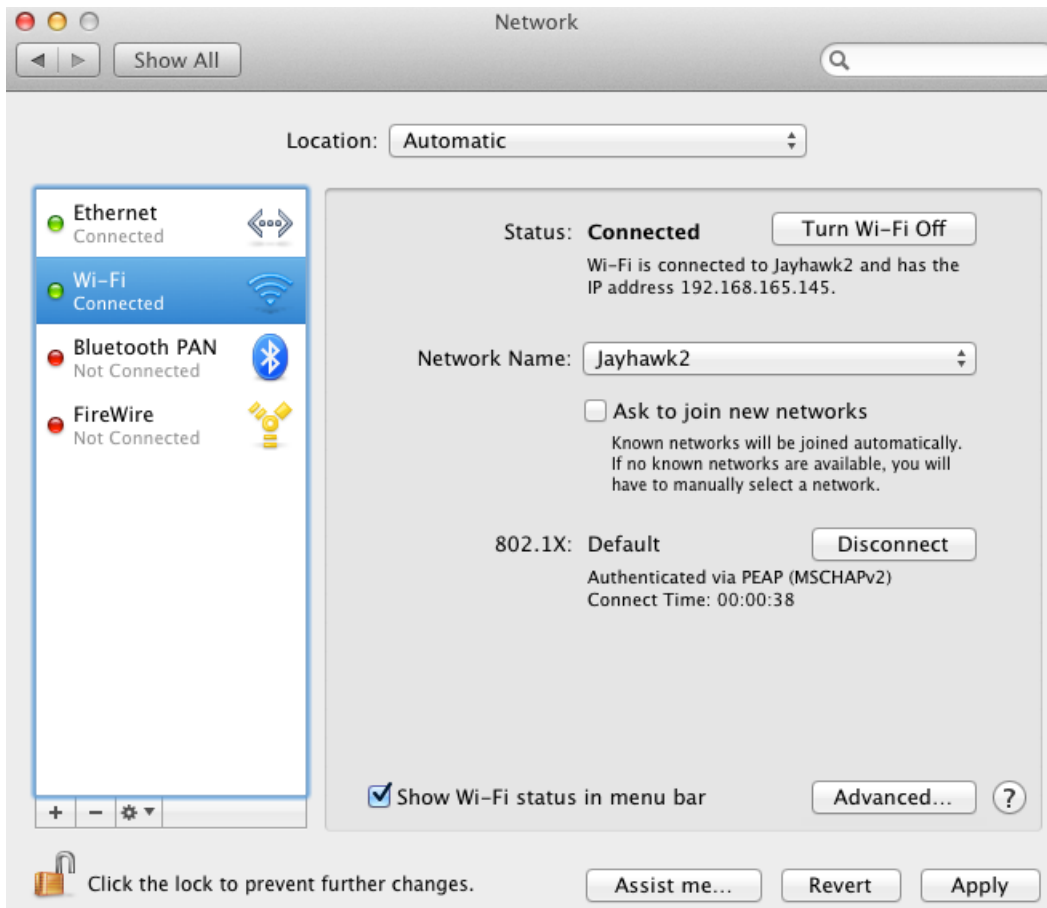 Network
Show All
Location: Automatic
Ethernet
Connected
Wi-Fi
Connected
Bluetooth PAN
Not Connected
FireWire
Not Connected
Status: Connected
Turn Wi-Fi Off
Wi-Fi is connected to Jayhawk2 and has the
IP address 192.168.165.145.
Network Name: Jayhawk2
Ask to join new networks
Known networks will be joined automatically.
If no known networks are available, you will
have to manually select a network.
802.1X: Default
Disconnect
Authenticated via PEAP (MSCHAPv2)
Connect Time: 00:00:38
Show Wi-Fi status in menu bar
Advanced...
?
Click the lock to prevent further changes.
Assist me...
Revert
Apply